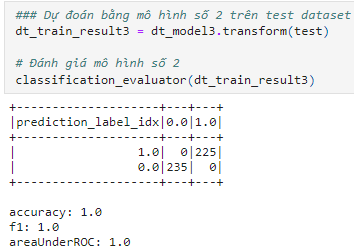 ### Dự đoán bằng mô hình số 2 trên test dataset
dt_train_result3 = dt_model3.transform(test)
# Đánh giá mô hình số 2
classification_evaluator(dt_train_result3)
+--------------------+---+---+
|prediction_label_idx|0.0|1.0|
+--------------------+---+---+
|                 1.0|  0|225|
|                 0.0|235|  0|
+--------------------+---+---+
accuracy: 1.0
f1: 1.0
areaUnderROC: 1.0